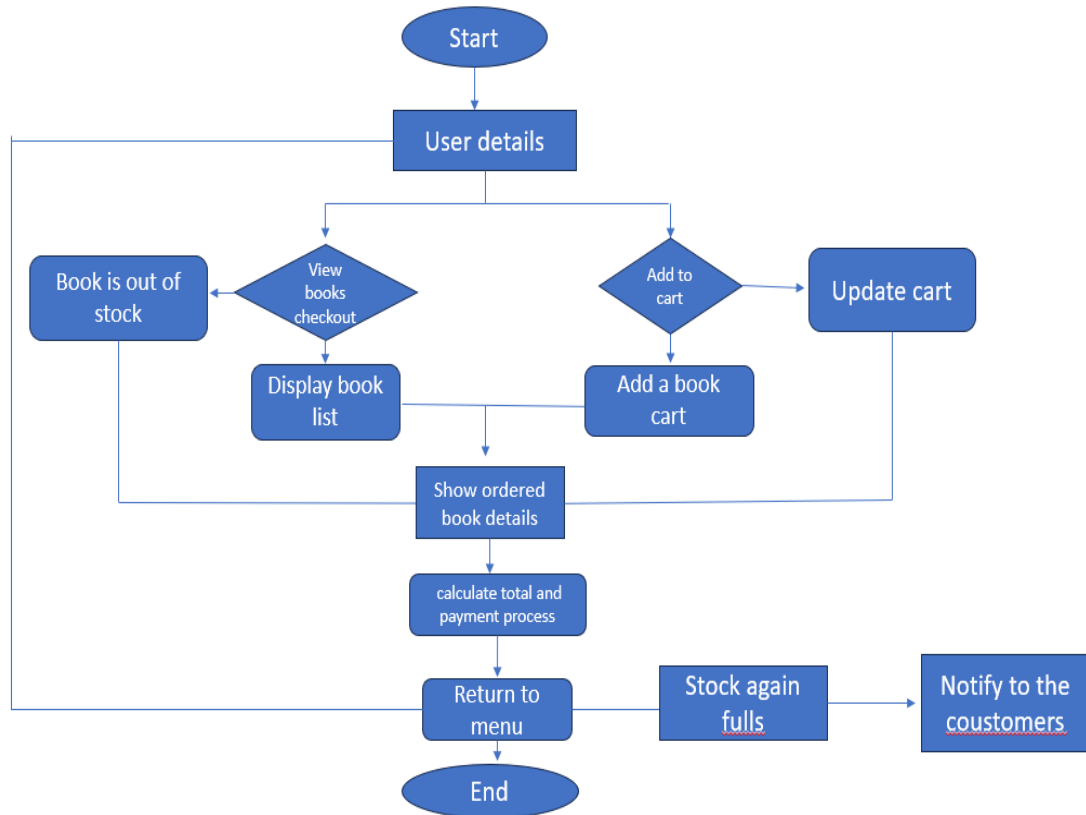 Start
User details
View
books
checkout
Add to
cart
Book is out of
stock
Update cart
Display book
list
Add a book
cart
Show ordered
book details
calculate total and
payment process
Return to
menu
Stock again
fulls
Notify to the
coustomers
End